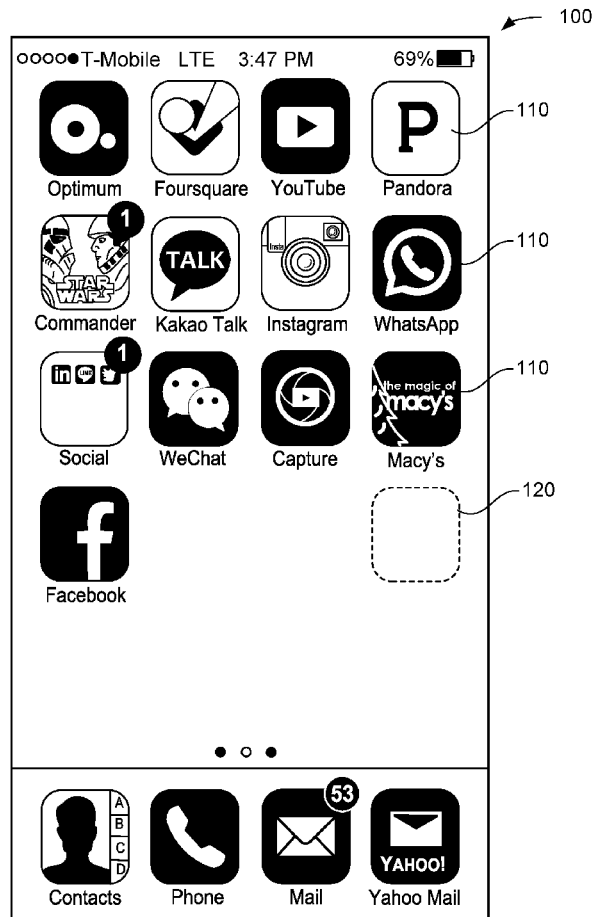 100
T-Mobile LTE 3:47 PM 69%
P 110
Optimum Foursquare YouTube Pandora
1
Insta
TALK 110
STAR
WARS
Commander Kakao Talk Instagram WhatsApp
1
in LINE the magic of 110
macy's
Social WeChat Capture Macy's
f 120
Facebook
53
A
B
C
D YAHOO!
Contacts Phone Mail Yahoo Mail